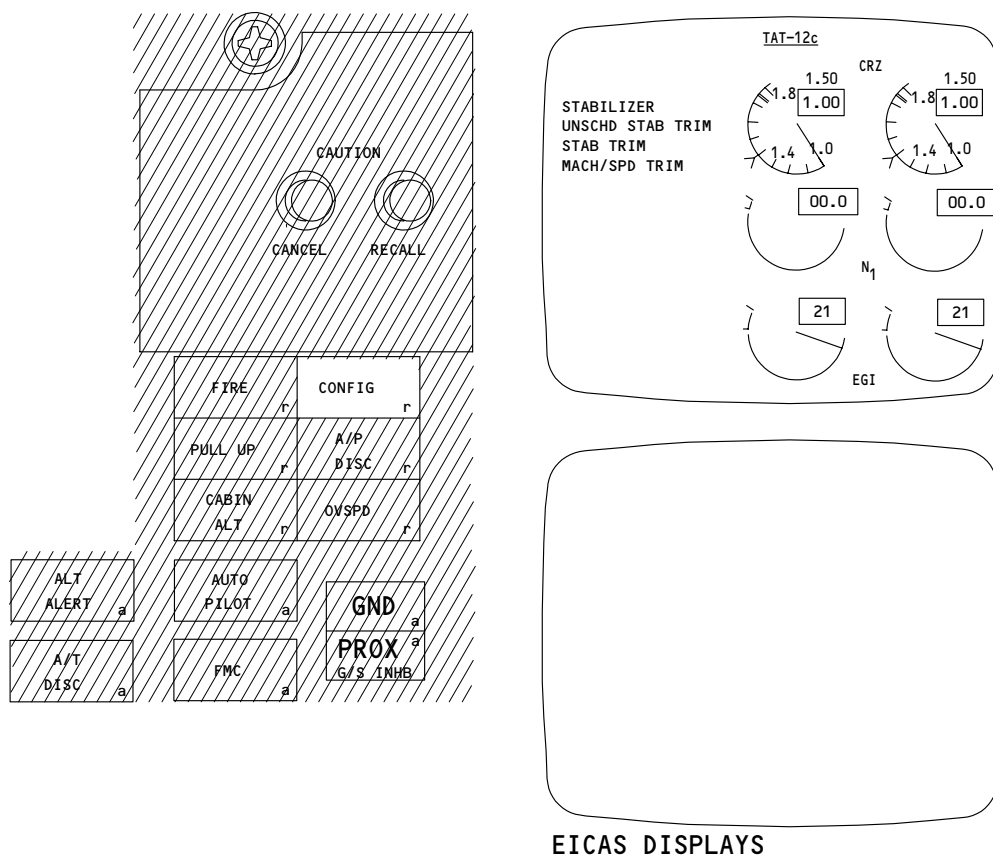 CAUTION
CANCEL RECALL
FIRE r
CONFIG r
PULL UP r
A/P
DISC r
CABIN
ALT r
OVSPD r
ALT
ALERT a
AUTO
PILOT a
GND a
PROX a
G/S INHB
A/T
DISC a
FMC a
TAT-12c
CRZ
STABILIZER
UNSCHD STAB TRIM
STAB TRIM
MACH/SPD TRIM
1.50
1.8 1.00
1.4 1.0
1.50
1.8 1.00
1.4 1.0
00.0 00.0
N1
21 21
EGI
EICAS DISPLAYS